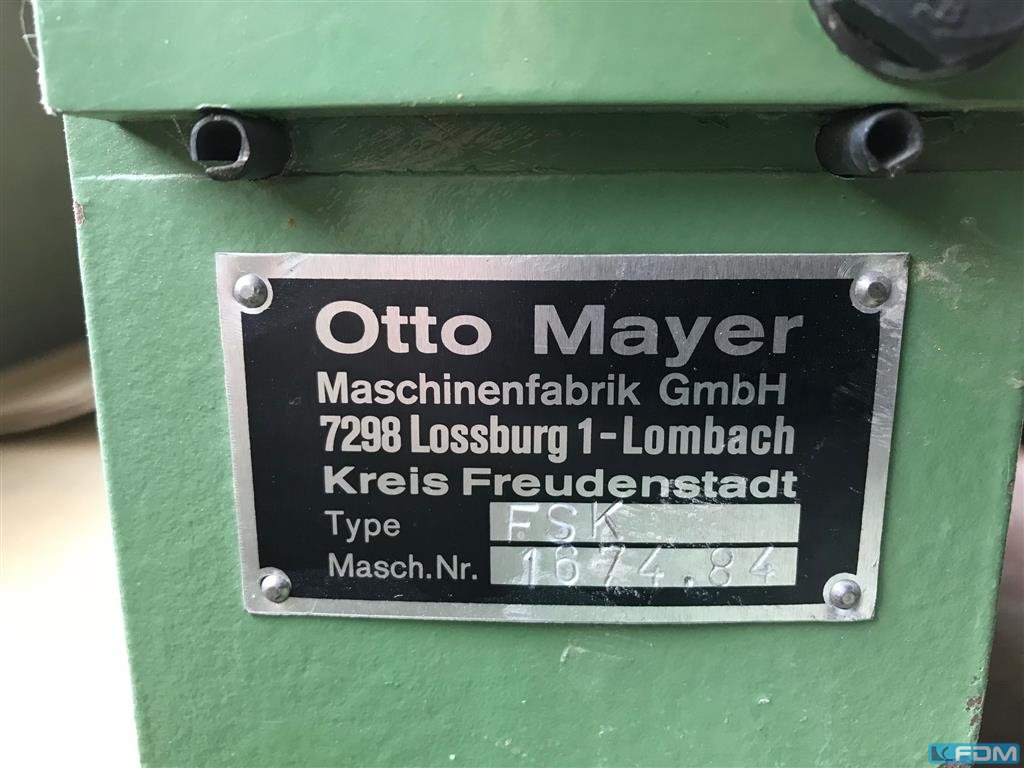 Otto Mayer
Maschinenfabrik GmbH
7298 Lossburg 1-Lombach
Kreis Freudenstadt
Type FSK
Masch.Nr. 1674.84
FDM